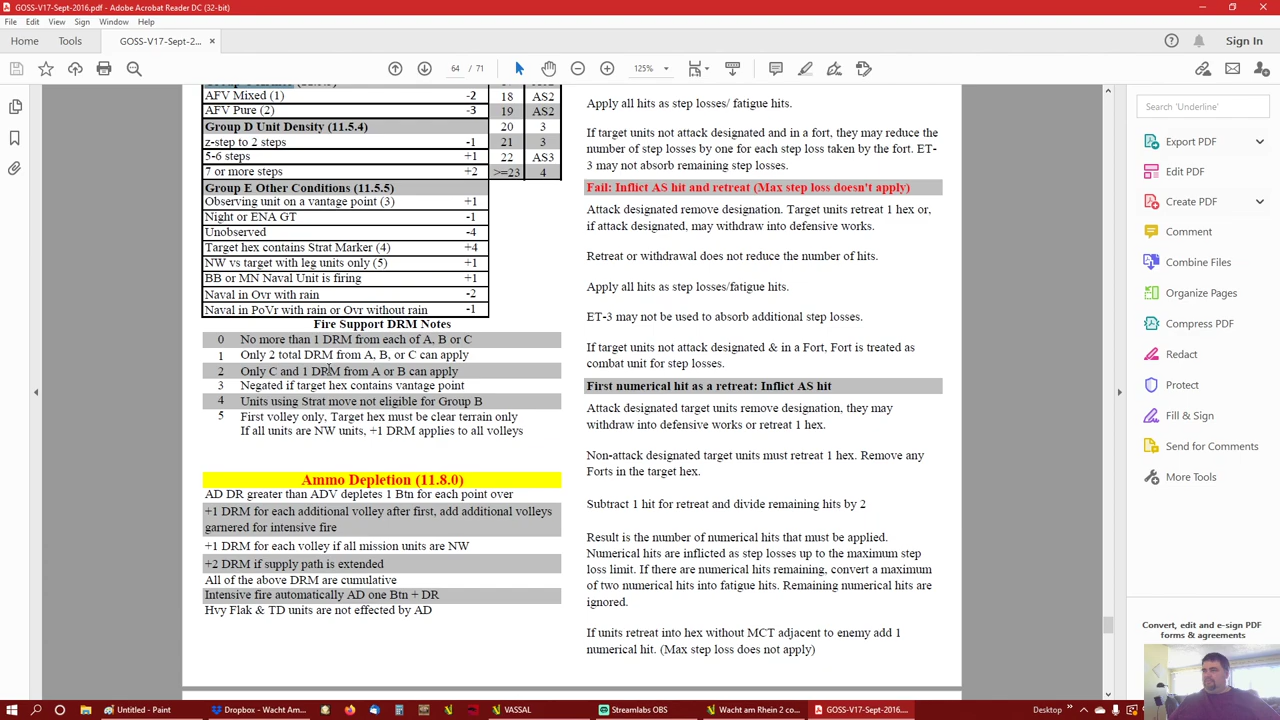 GOSS-V17-Sept-2016.pdf - Adobe Acrobat Reader DC (32-bit)
File Edit View Sign Window Help
Home Tools GOSS-V17-Sept-2... × Sign In
64 / 71 125%
AFV Mixed (1) -2
AFV Pure (2) -3
Group D Unit Density (11.5.4)
z-step to 2 steps -1
5-6 steps +1
7 or more steps +2
Group E Other Conditions (11.5.5)
Observing unit on a vantage point (3) +1
Night or ENA GT -1
Unobserved -4
Target hex contains Strat Marker (4) +4
NW vs target with leg units only (5) +1
BB or MN Naval Unit is firing +1
Naval in Ovr with rain -2
Naval in PoVr with rain or Ovr without rain -1
18 AS2
19 AS2
20 3
21 3
22 AS3
>=23 4
Fire Support DRM Notes
0 No more than 1 DRM from each of A, B or C
1 Only 2 total DRM from A, B, or C can apply
2 Only C and 1 DRM from A or B can apply
3 Negated if target hex contains vantage point
4 Units using Strat move not eligible for Group B
5 First volley only, Target hex must be clear terrain only
If all units are NW units, +1 DRM applies to all volleys
Ammo Depletion (11.8.0)
AD DR greater than ADV depletes 1 Btn for each point over
+1 DRM for each additional volley after first, add additional volleys
garnered for intensive fire
+1 DRM for each volley if all mission units are NW
+2 DRM if supply path is extended
All of the above DRM are cumulative
Intensive fire automatically AD one Btn + DR
Hvy Flak & TD units are not effected by AD
Apply all hits as step losses/ fatigue hits.
If target units not attack designated and in a fort, they may reduce the
number of step losses by one for each step loss taken by the fort. ET-
3 may not absorb remaining step losses.
Fail: Inflict AS hit and retreat (Max step loss doesn't apply)
Attack designated remove designation. Target units retreat 1 hex or,
if attack designated, may withdraw into defensive works.
Retreat or withdrawal does not reduce the number of hits.
Apply all hits as step losses/fatigue hits.
ET-3 may not be used to absorb additional step losses.
If target units not attack designated & in a Fort, Fort is treated as
combat unit for step losses.
First numerical hit as a retreat: Inflict AS hit
Attack designated target units remove designation, they may
withdraw into defensive works or retreat 1 hex.
Non-attack designated target units must retreat 1 hex. Remove any
Forts in the target hex.
Subtract 1 hit for retreat and divide remaining hits by 2
Result is the number of numerical hits that must be applied.
Numerical hits are inflicted as step losses up to the maximum step
loss limit. If there are numerical hits remaining, convert a maximum
of two numerical hits into fatigue hits. Remaining numerical hits are
ignored.
If units retreat into hex without MCT adjacent to enemy add 1
numerical hit. (Max step loss does not apply)
Search 'Underline'
Export PDF
Edit PDF
Create PDF
Comment
Combine Files
Organize Pages
Compress PDF
Redact
Protect
Fill & Sign
Send for Comments
More Tools
Convert, edit and e-sign PDF
forms & agreements
Untitled - Paint Dropbox - Wacht Am... VASSAL Streamlabs OBS Wacht am Rhein 2 co... GOSS-V17-Sept-2016.... Desktop